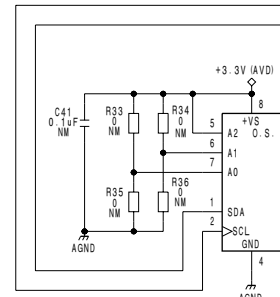 +3.3V(AVD)
C41
0.1uF
NM
R33
0
NM
R34
0
NM
8
+VS
O.S.
5
A2
6
A1
7
A0
R35
0
NM
R36
0
NM
1
SDA
2
SCL
GND
4
AGND
AGND